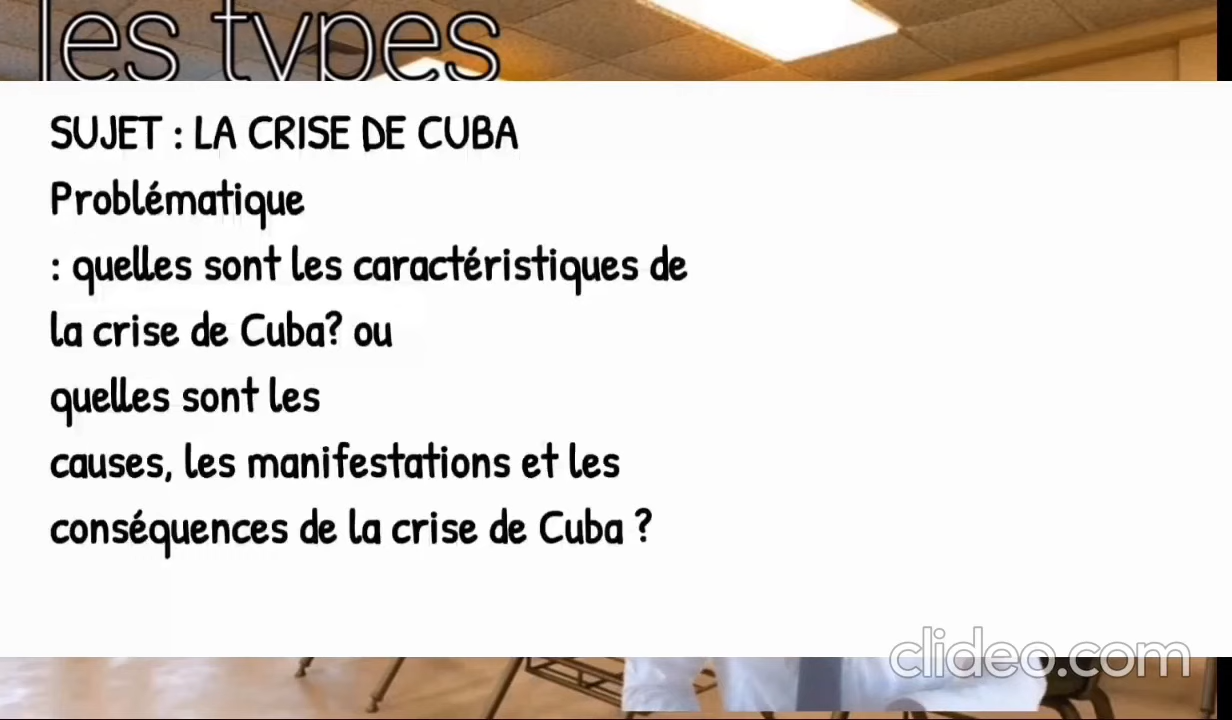 les types
SUJET : LA CRISE DE CUBA
Problématique
: quelles sont les caractéristiques de
la crise de Cuba? ou
quelles sont les
causes, les manifestations et les
conséquences de la crise de Cuba ?
clideo.com